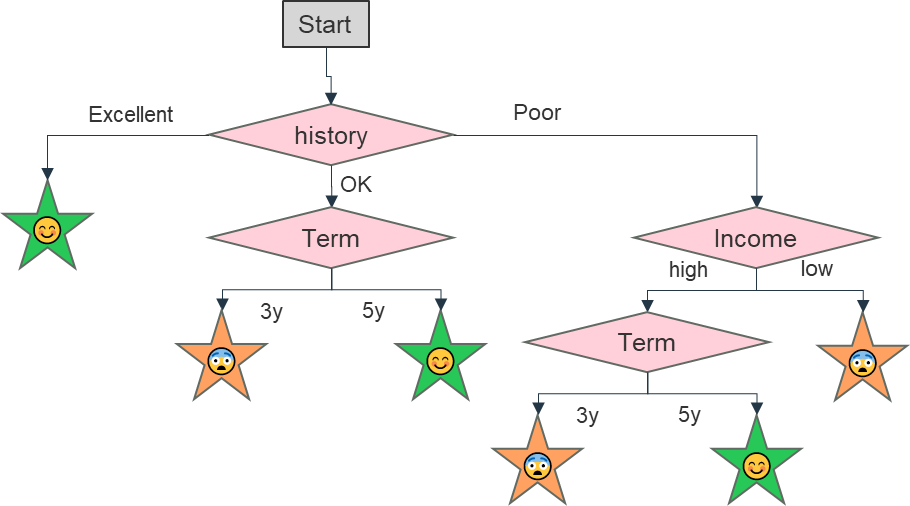 Start
Excellent
Poor
history
OK
Term
Income
high
low
3y
5y
Term
3y
5y